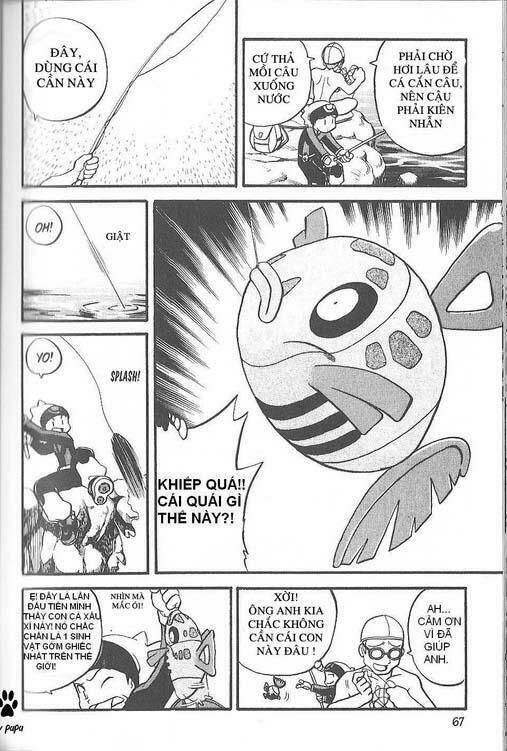 ĐÂY,
DÙNG CÁI
CẦN NÀY
CỨ THẢ
MỒI CÂU
XUỐNG
NƯỚC
PHẢI CHỜ
HƠI LÂU ĐỂ
CÁ CẮN CÂU,
NÊN CẬU
PHẢI KIÊN
NHẪN
OH!
GIẬT
YO!
SPLASH!
KHIẾP QUÁ!!
CÁI QUÁI GÌ
THẾ NÀY?!
Ẹ! ĐÂY LÀ LẦN
ĐẦU TIÊN MÌNH
THẤY CON CÁ XẤU
XÍ NÀY! NÓ CHẮC
CHẮN LÀ 1 SINH
VẬT GỚM GHIẾC
NHẤT TRÊN THẾ
GIỚI!
NHÌN MÀ
MẮC ÓI!
XỜI!
ÔNG ANH KIA
CHẮC KHÔNG
CẦN CÁI CON
NÀY ĐÂU !
AH...
CẢM ƠN
VÌ ĐÃ
GIÚP
ANH.
67
papa